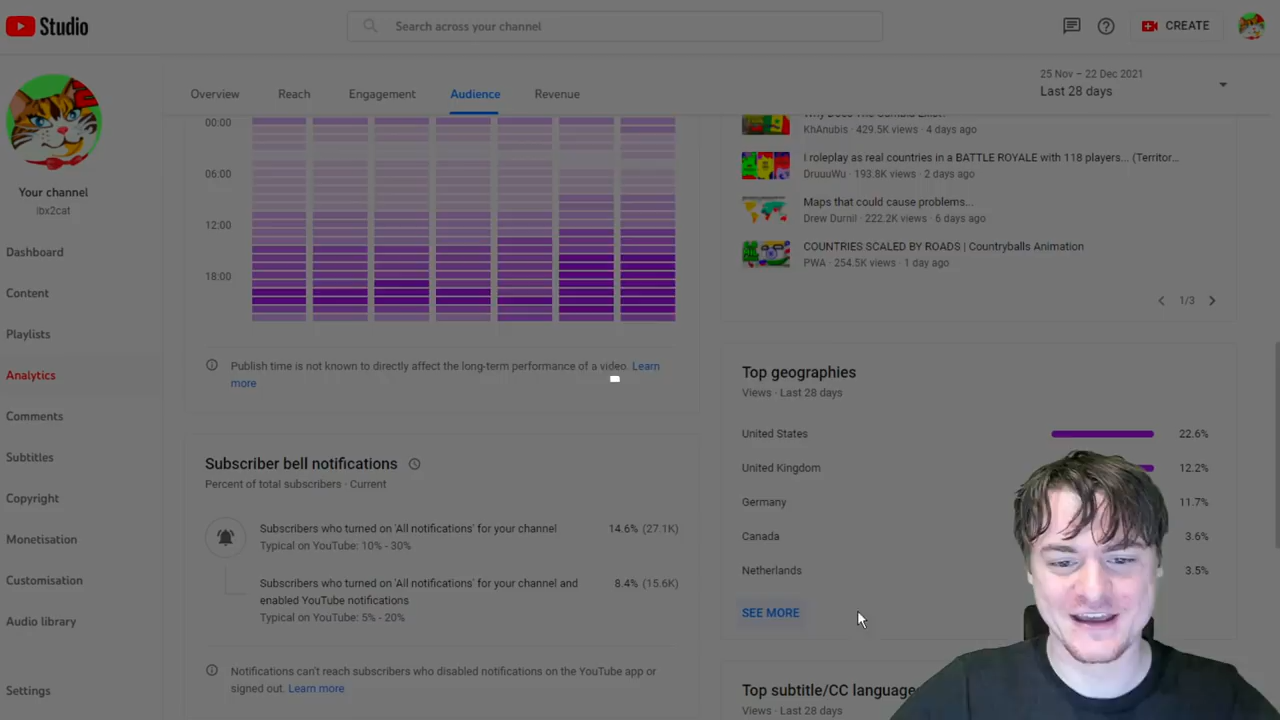 Studio
Search across your channel
CREATE
Your channel
ibx2cat
Dashboard
Content
Playlists
Analytics
Comments
Subtitles
Copyright
Monetisation
Customisation
Audio library
Settings
Overview
Reach
Engagement
Audience
Revenue
25 Nov – 22 Dec 2021
Last 28 days
00:00
06:00
12:00
18:00
Publish time is not known to directly affect the long-term performance of a video. Learn
more
Subscriber bell notifications
Percent of total subscribers · Current
Subscribers who turned on 'All notifications' for your channel
14.6% (27.1K)
Typical on YouTube: 10% - 30%
Subscribers who turned on 'All notifications' for your channel and
enabled YouTube notifications
8.4% (15.6K)
Typical on YouTube: 5% - 20%
Notifications can't reach subscribers who disabled notifications on the YouTube app or
signed out. Learn more
Why Does The Gambia Exist?
KhAnubis · 429.5K views · 4 days ago
I roleplay as real countries in a BATTLE ROYALE with 118 players... (Territor...
DruuuWu · 193.8K views · 2 days ago
Maps that could cause problems...
Drew Durnil · 222.2K views · 6 days ago
COUNTRIES SCALED BY ROADS | Countryballs Animation
PWA · 254.5K views · 1 day ago
1/3
Top geographies
Views · Last 28 days
United States
22.6%
United Kingdom
12.2%
Germany
11.7%
Canada
3.6%
Netherlands
3.5%
SEE MORE
Top subtitle/CC language
Views · Last 28 days